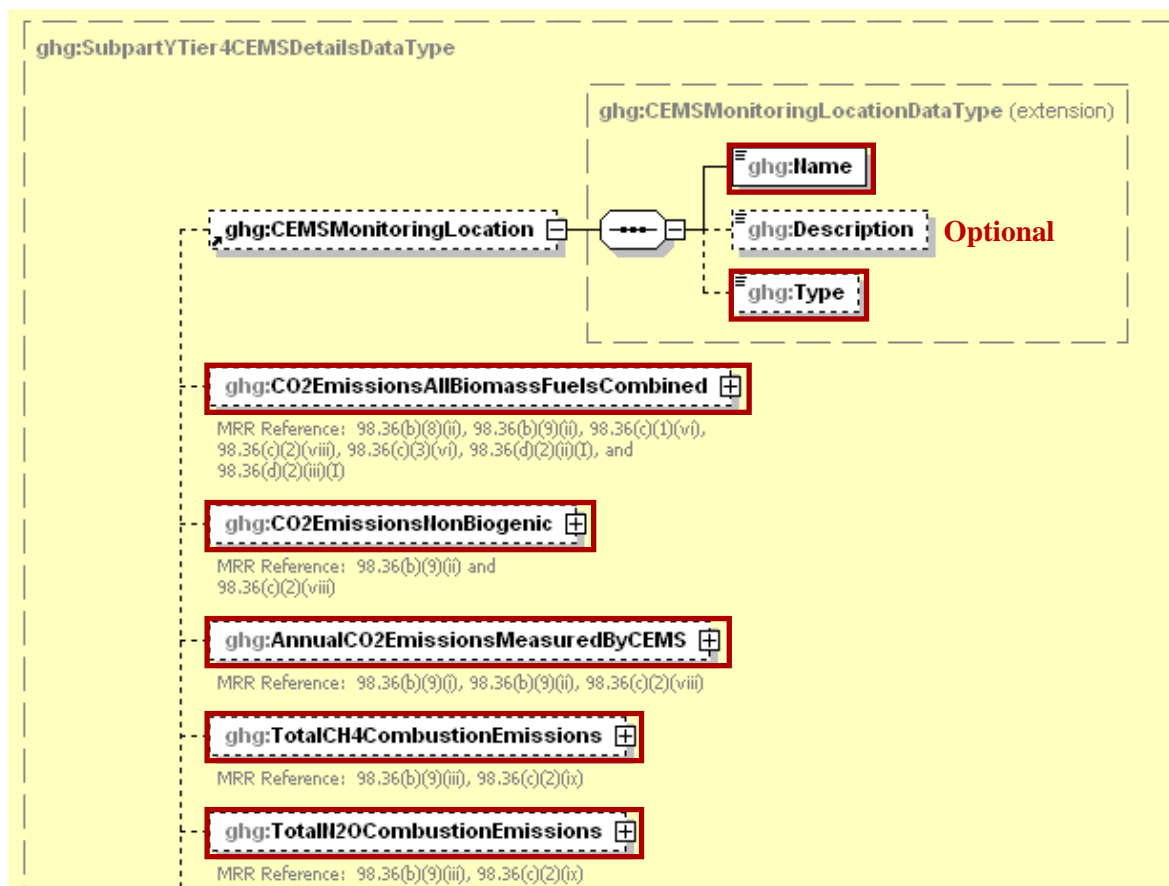 ghg:SubpartYTier4CEMSDetailsDataType
ghg:CEMSMonitoringLocationDataType (extension)
ghg:Name
ghg:CEMSMonitoringLocation
ghg:Description Optional
ghg:Type
ghg:CO2EmissionsAllBiomassFuelsCombined
MRR Reference: 98.36(b)(8)(ii), 98.36(b)(9)(ii), 98.36(c)(1)(vi),
98.36(c)(2)(viii), 98.36(c)(3)(vi), 98.36(d)(2)(ii)(I), and
98.36(d)(2)(iii)(I)
ghg:CO2EmissionsNonBiogenic
MRR Reference: 98.36(b)(9)(ii) and
98.36(c)(2)(viii)
ghg:AnnualCO2EmissionsMeasuredByCEMS
MRR Reference: 98.36(b)(9)(i), 98.36(b)(9)(ii), 98.36(c)(2)(viii)
ghg:TotalCH4CombustionEmissions
MRR Reference: 98.36(b)(9)(iii), 98.36(c)(2)(ix)
ghg:TotalN2OCombustionEmissions
MRR Reference: 98.36(b)(9)(iii), 98.36(c)(2)(ix)